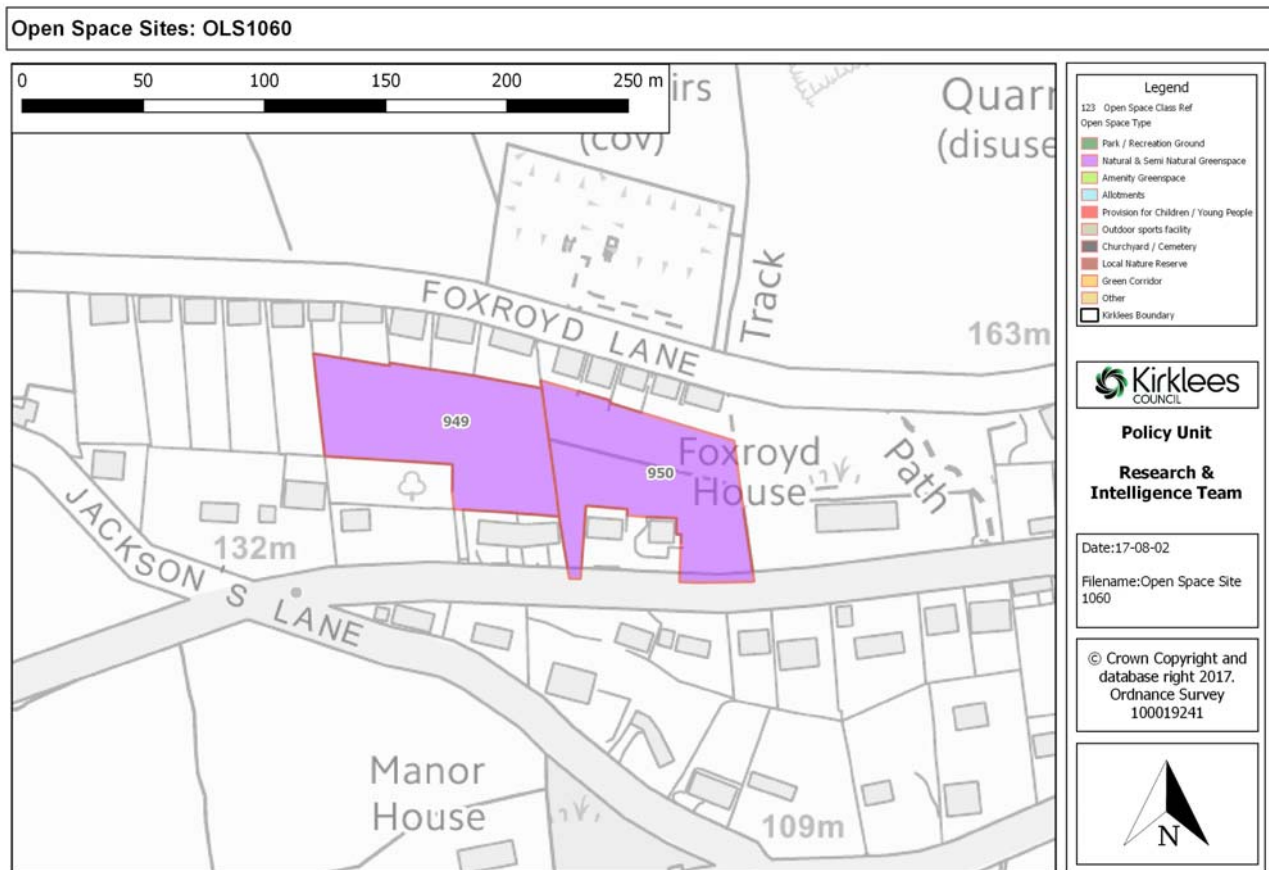 Open Space Sites: OLS1060
0 50 100 150 200 250 m
irs
(cov)
Quarr
(disuse
Track
FOXROYD LANE
163m
949
950
Foxroyd
House
Path
JACKSON'S LANE
132m
Manor
House
109m
Legend
123 Open Space Class Ref
Open Space Type
Park / Recreation Ground
Natural & Semi Natural Greenspace
Amenity Greenspace
Allotments
Provision for Children / Young People
Outdoor sports facility
Churchyard / Cemetery
Local Nature Reserve
Green Corridor
Other
Kirklees Boundary
Kirklees
COUNCIL
Policy Unit
Research &
Intelligence Team
Date:17-08-02
Filename:Open Space Site
1060
© Crown Copyright and
database right 2017.
Ordnance Survey
100019241
N